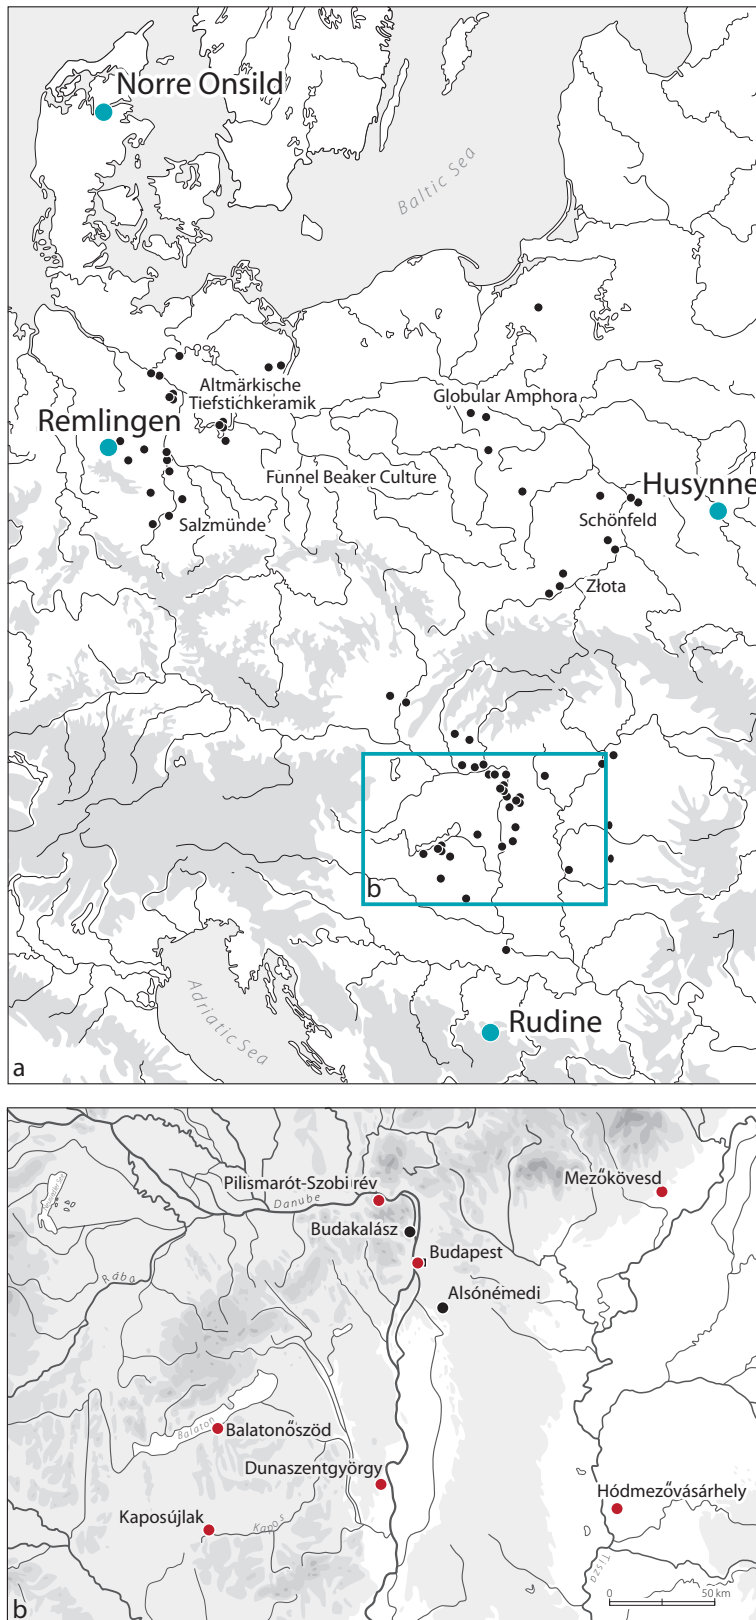 Norre Onsild
Baltic Sea
Altmärkische
Tiefstichkeramik
Globular Amphora
Remlingen
Funnel Beaker Culture
Husynne
Salzmünde
Schönfeld
Złota
b
Adriatic Sea
Rudine
a
Pilismarót-Szobi rév
Mezőkövesd
Danube
Budakalász
Budapest
Rába
Alsónémedi
Balaton
Balatonőszöd
Dunaszentgyörgy
Hódmezővásárhely
Kaposújlak
Kapos
Tisza
0 50 km
b